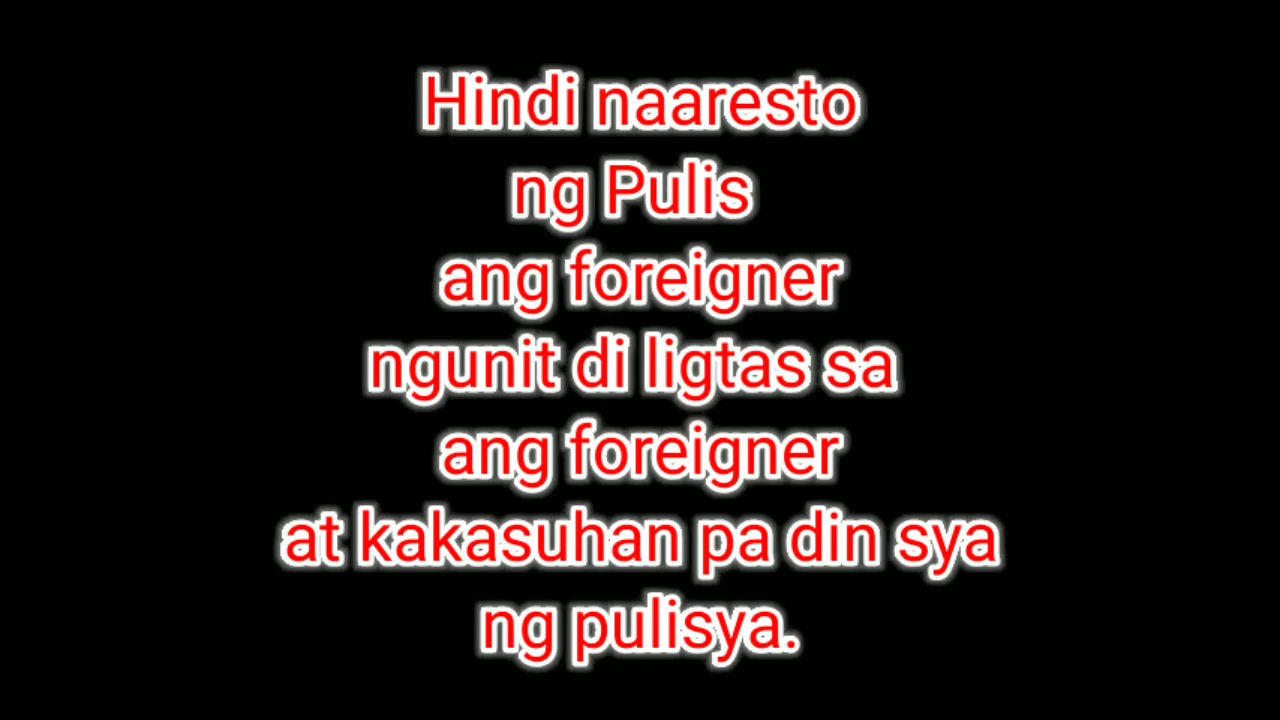 Hindi naaresto
ng Pulis
ang foreigner
ngunit di ligtas sa
ang foreigner
at kakasuhan pa din sya
ng pulisya.